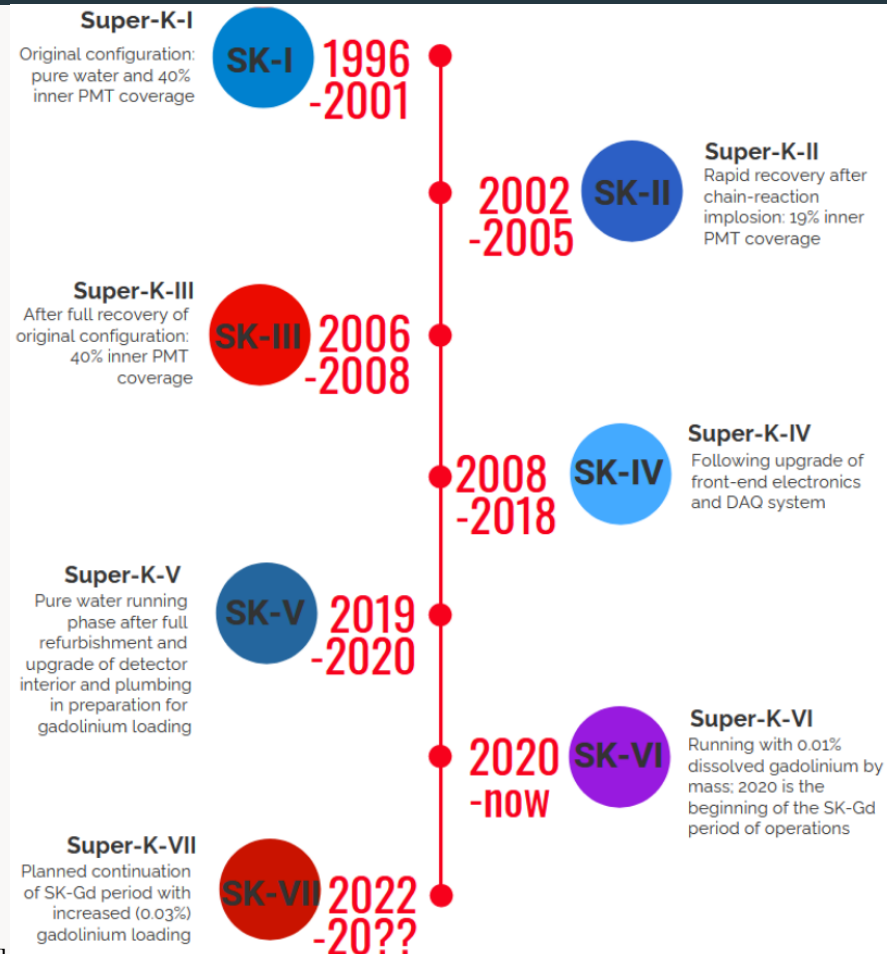 Super-K-I
Original configuration:
pure water and 40%
inner PMT coverage
SK-I
1996
-2001
Super-K-II
Rapid recovery after
chain-reaction
implosion: 19% inner
PMT coverage
SK-II
2002
-2005
Super-K-III
After full recovery of
original configuration:
40% inner PMT
coverage
SK-III
2006
-2008
Super-K-IV
Following upgrade of
front-end electronics
and DAQ system
SK-IV
2008
-2018
Super-K-V
Pure water running
phase after full
refurbishment and
upgrade of detector
interior and plumbing
in preparation for
gadolinium loading
SK-V
2019
-2020
Super-K-VI
Running with 0.01%
dissolved gadolinium by
mass; 2020 is the
beginning of the SK-Gd
period of operations
SK-VI
2020
-now
Super-K-VII
Planned continuation
of SK-Gd period with
increased (0.03%)
gadolinium loading
SK-VII
2022
-20??